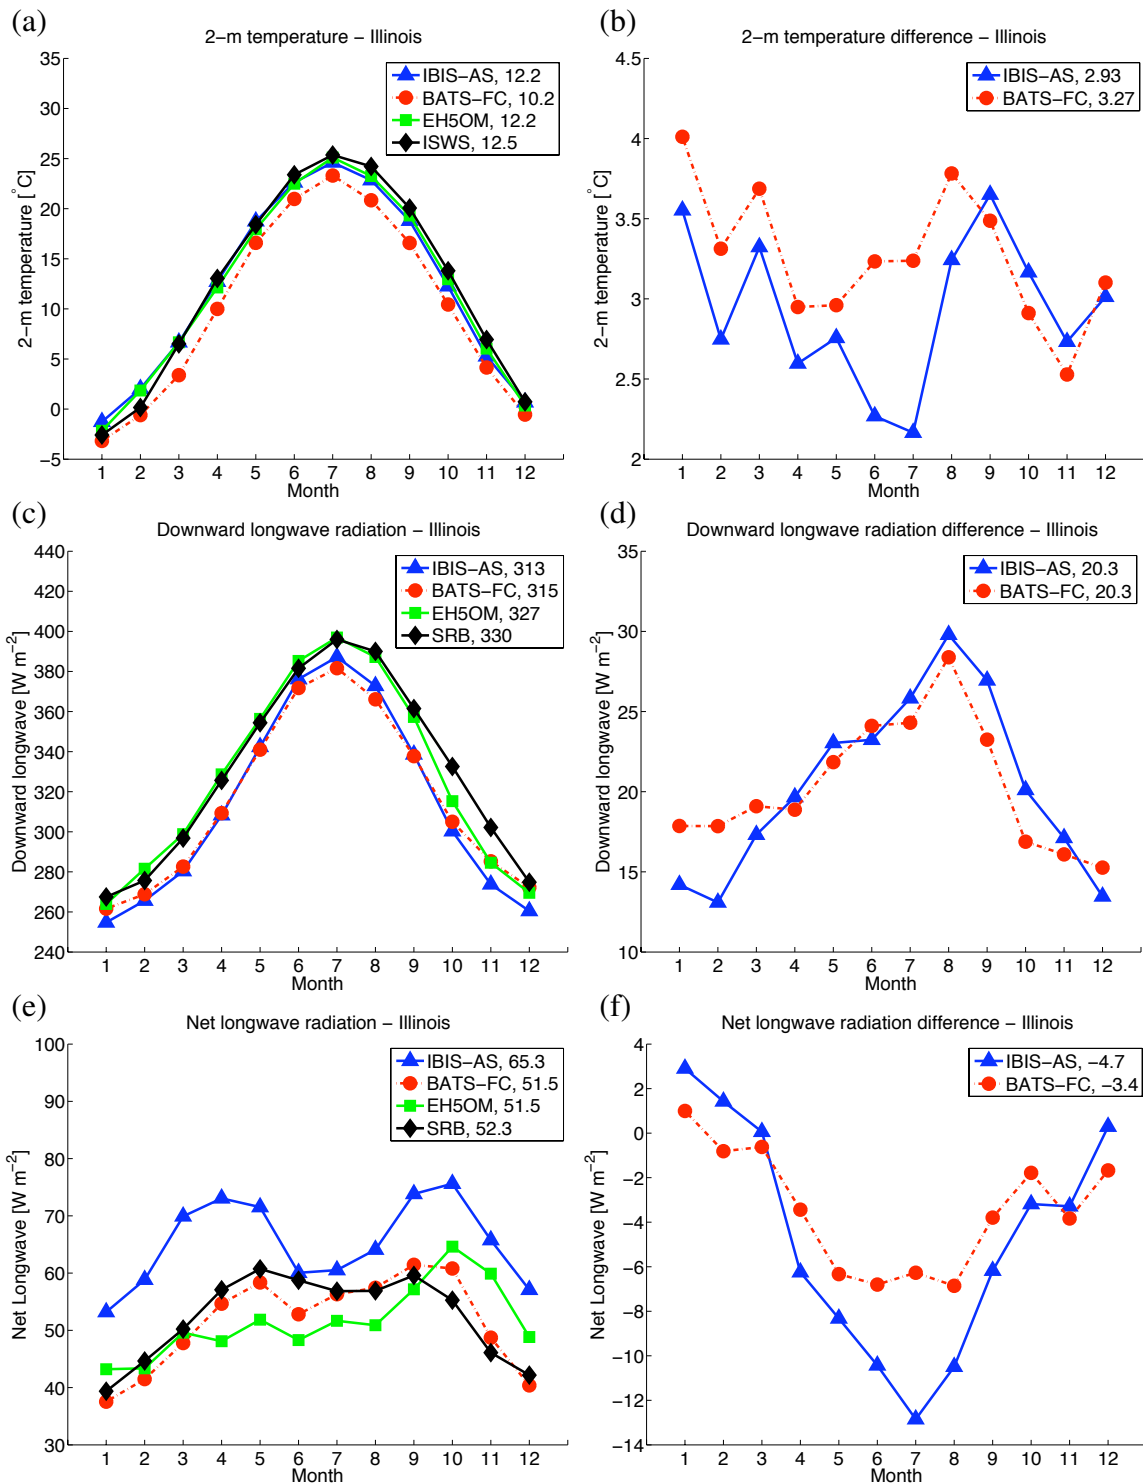 (a)
2−m temperature − Illinois
IBIS−AS, 12.2
BATS−FC, 10.2
EH5OM, 12.2
ISWS, 12.5
35
30
25
20
15
10
5
0
−5
2−m temperature [°C]
1 2 3 4 5 6 7 8 9 10 11 12
Month
(b)
2−m temperature difference − Illinois
IBIS−AS, 2.93
BATS−FC, 3.27
4.5
4
3.5
3
2.5
2
2−m temperature [°C]
1 2 3 4 5 6 7 8 9 10 11 12
Month
(c)
Downward longwave radiation − Illinois
IBIS−AS, 313
BATS−FC, 315
EH5OM, 327
SRB, 330
440
420
400
380
360
340
320
300
280
260
240
Downward longwave [W m−2]
1 2 3 4 5 6 7 8 9 10 11 12
Month
(d)
Downward longwave radiation difference − Illinois
IBIS−AS, 20.3
BATS−FC, 20.3
35
30
25
20
15
10
Downward longwave [W m−2]
1 2 3 4 5 6 7 8 9 10 11 12
Month
(e)
Net longwave radiation − Illinois
IBIS−AS, 65.3
BATS−FC, 51.5
EH5OM, 51.5
SRB, 52.3
100
90
80
70
60
50
40
30
Net Longwave [W m−2]
1 2 3 4 5 6 7 8 9 10 11 12
Month
(f)
Net longwave radiation difference − Illinois
IBIS−AS, −4.7
BATS−FC, −3.4
4
2
0
−2
−4
−6
−8
−10
−12
−14
Net Longwave [W m−2]
1 2 3 4 5 6 7 8 9 10 11 12
Month